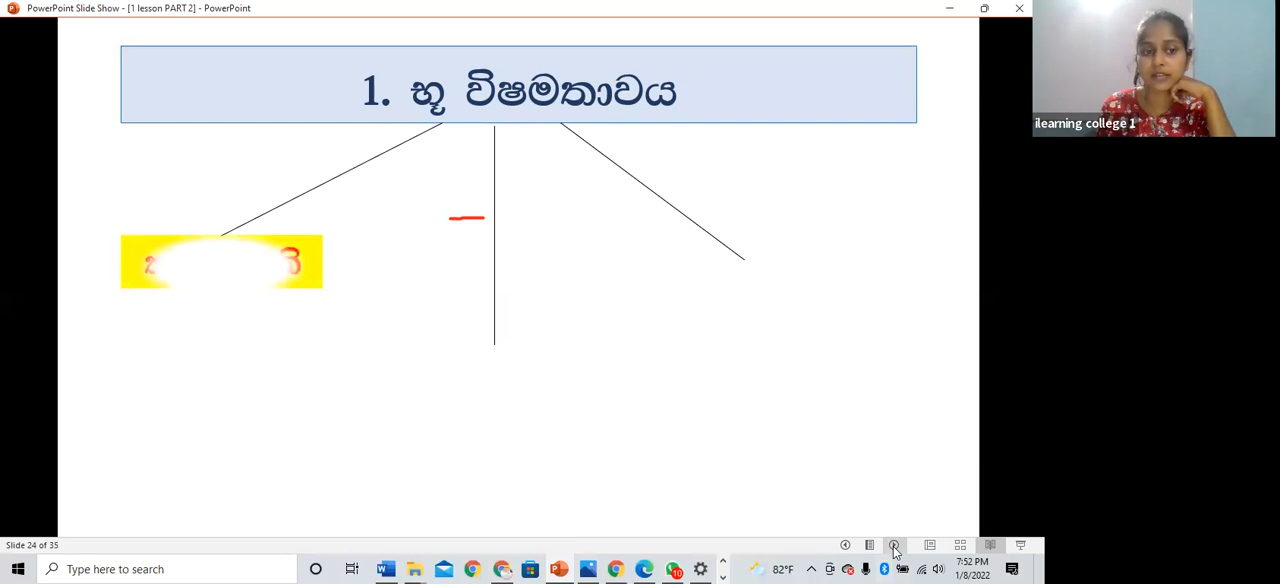 PowerPoint Slide Show - [1 lesson PART 2] - PowerPoint
1. භූ විෂමතාවය
ilearning college 1
Slide 24 of 35
Type here to search
10
82°F
7:52 PM
1/8/2022